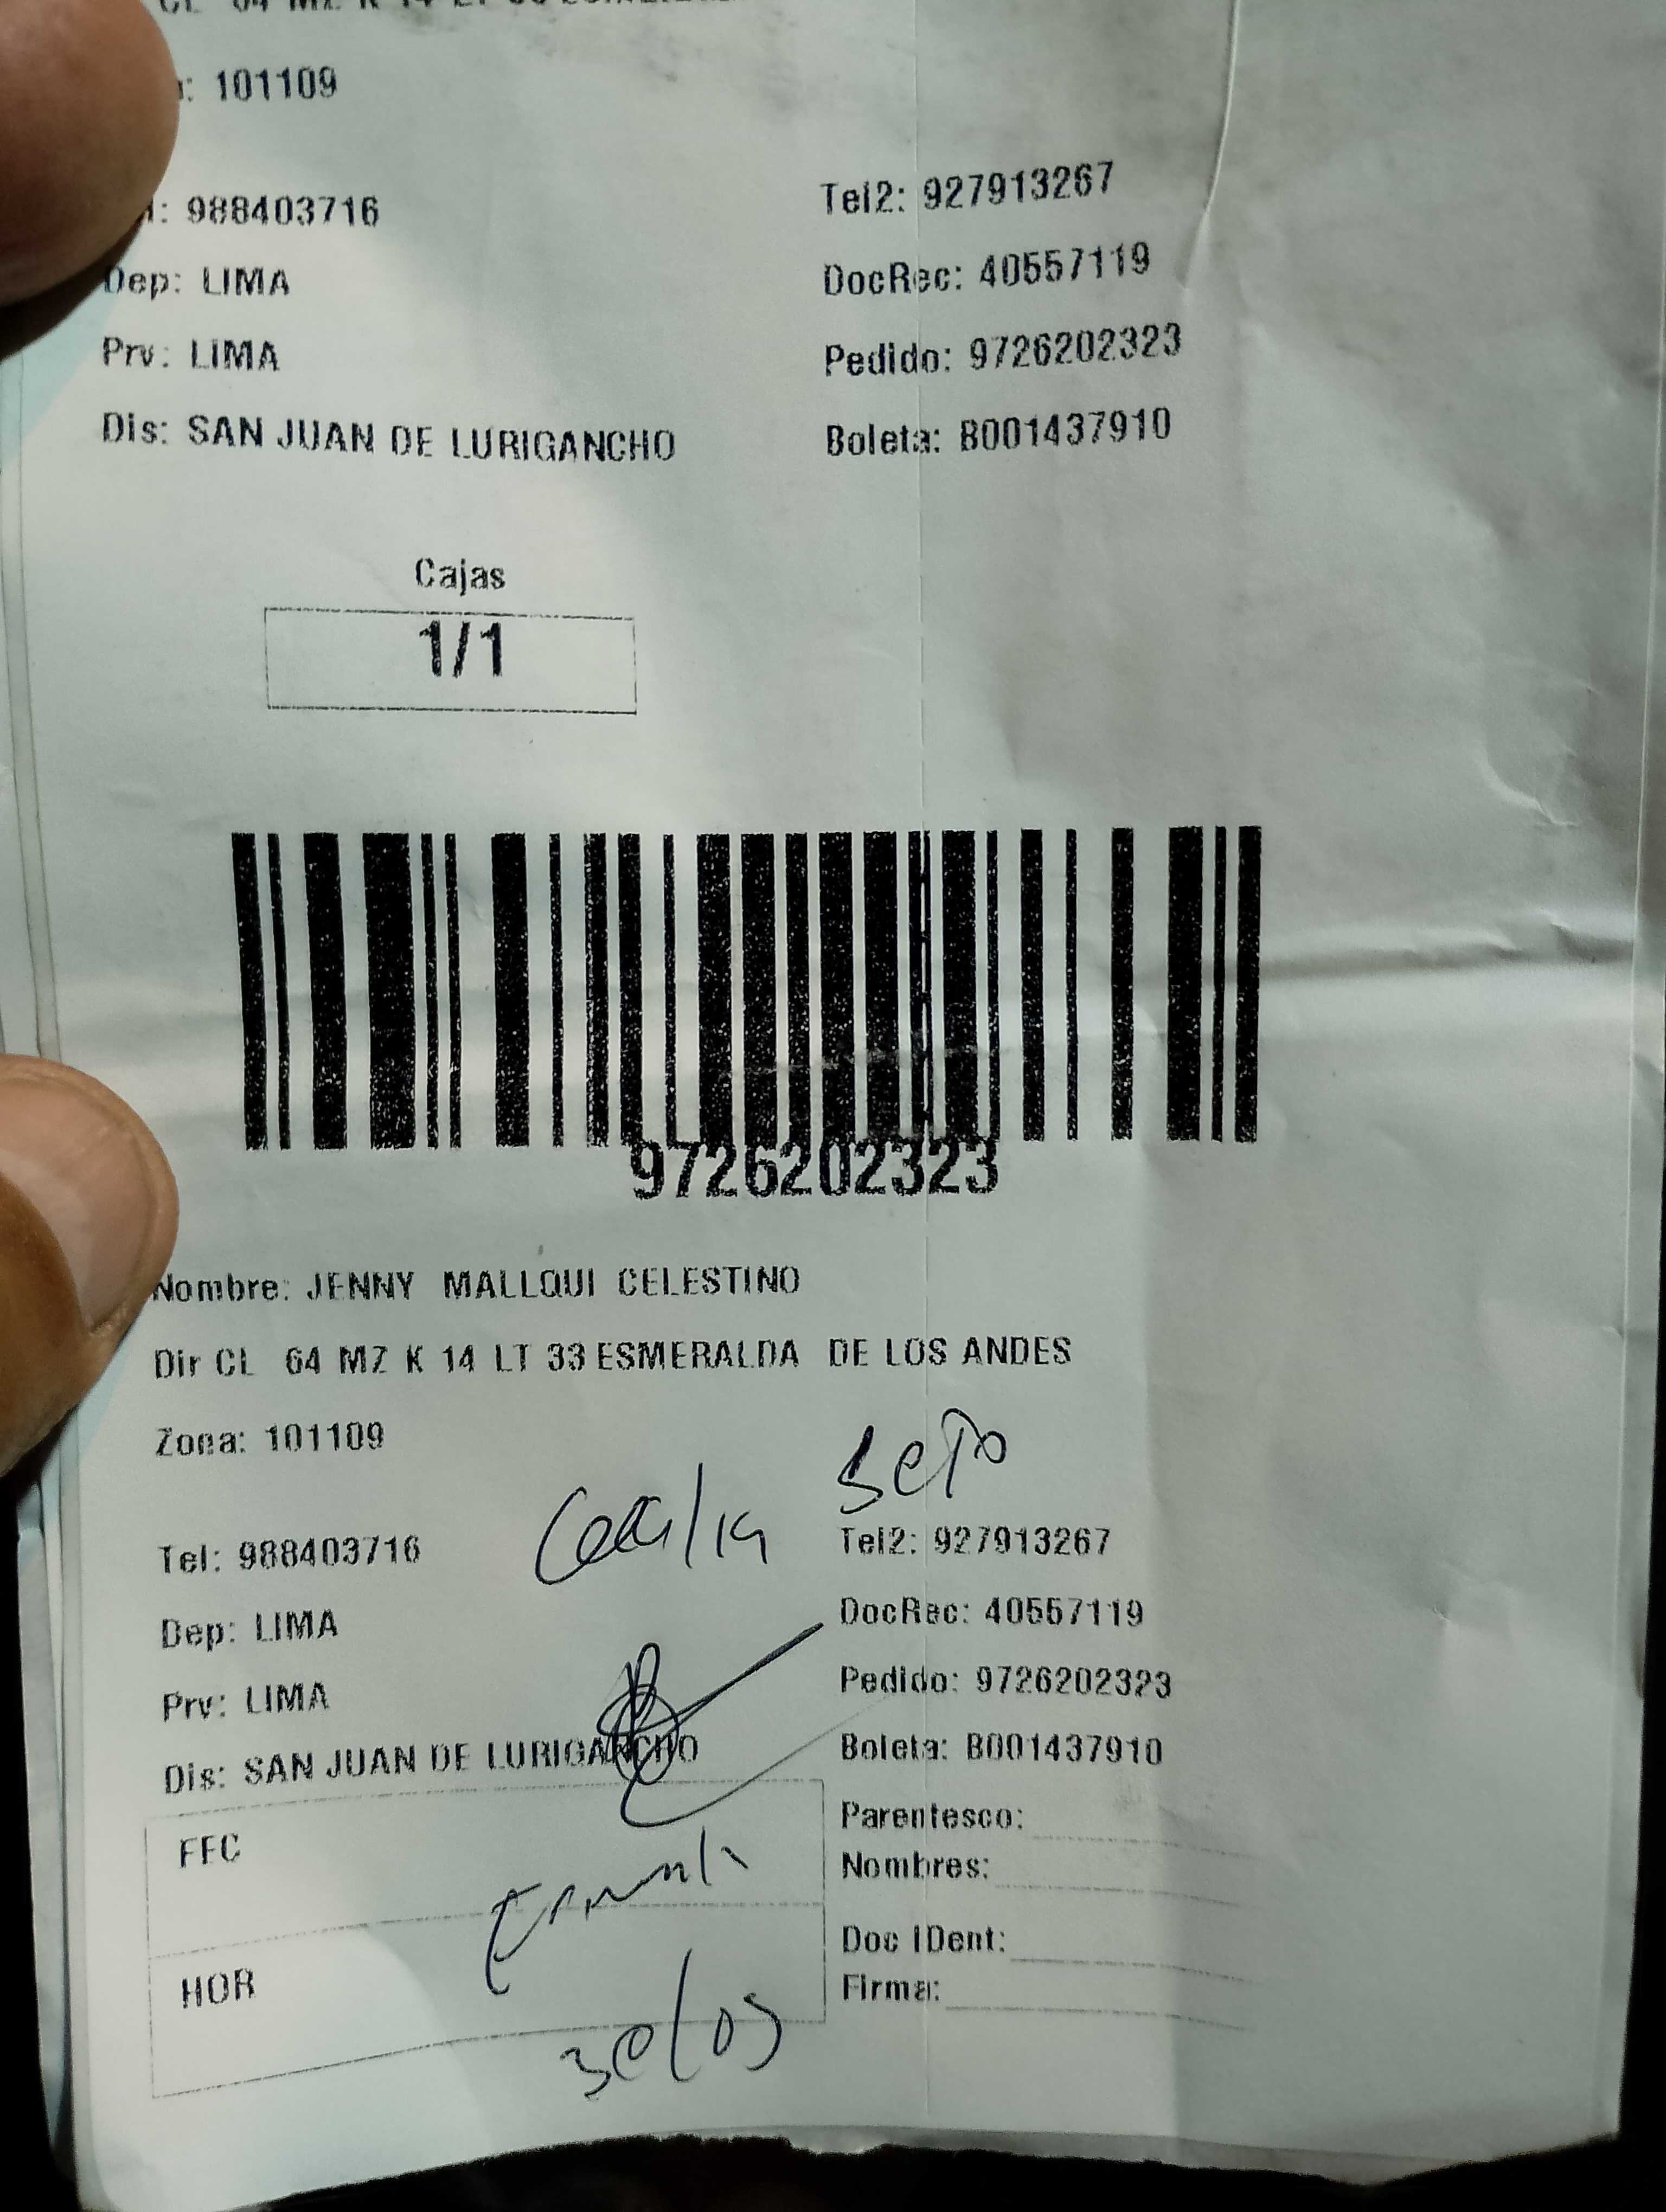 : 101109
: 988403716 Tel2: 927913267
Dep: LIMA DocRec: 40557119
Prv: LIMA Pedido: 9726202323
Dis: SAN JUAN DE LURIGANCHO Boleta: B001437910
Cajas
1/1
9726202323
Nombre: JENNY MALLQUI CELESTINO
Dir CL 64 MZ K 14 LT 33 ESMERALDA DE LOS ANDES
Zona: 101109
Tel: 988403716 Tel2: 927913267
Dep: LIMA DocRec: 40557119
Prv: LIMA Pedido: 9726202323
Dis: SAN JUAN DE LURIGANCHO Boleta: B001437910
FEC Parentesco:
Nombres:
HOR Doc IDent:
Firma: